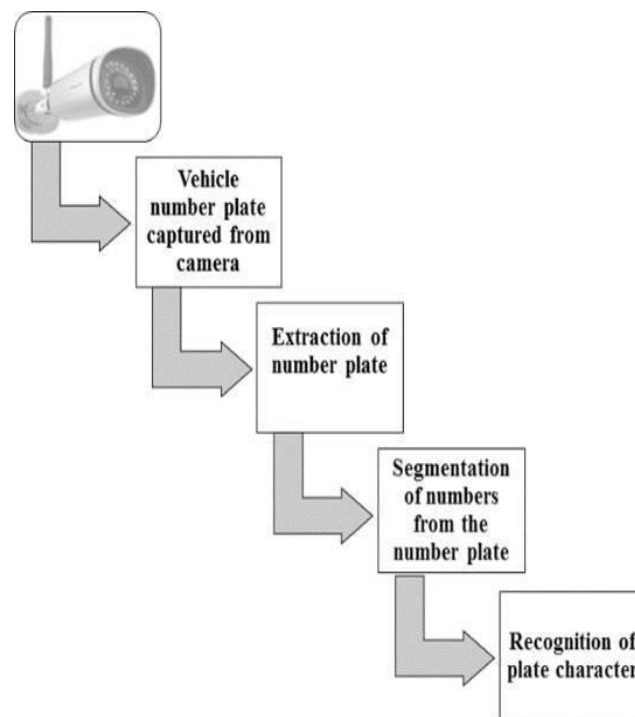 Vehicle
number plate
captured from
camera
Extraction of
number plate
Segmentation
of numbers
from the
number plate
Recognition of
plate character